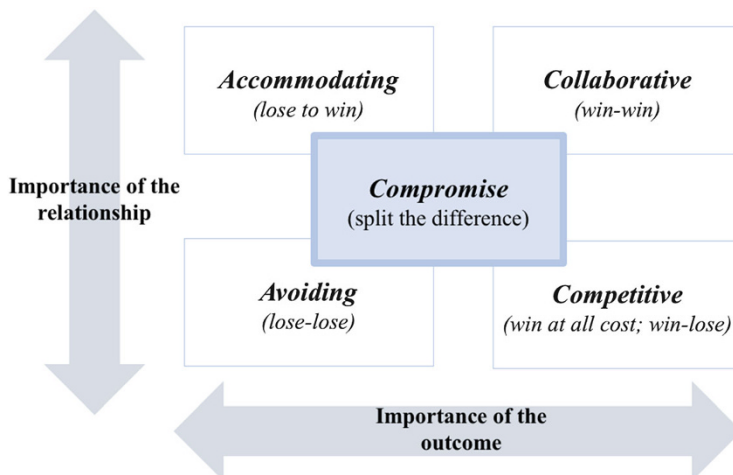 Accommodating
(lose to win)
Collaborative
(win-win)
Importance of the
relationship
Compromise
(split the difference)
Avoiding
(lose-lose)
Competitive
(win at all cost; win-lose)
Importance of the
outcome